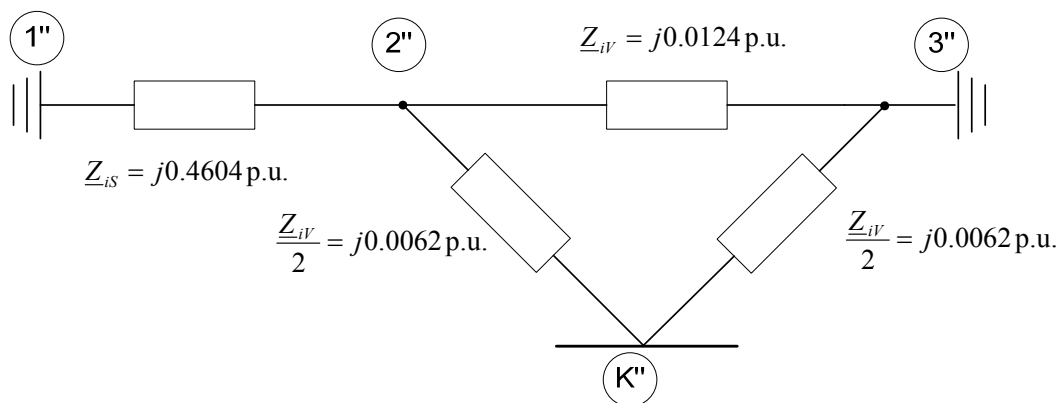 1"
2"
Z_iV = j0.0124 p.u.
3"
Z_iS = j0.4604 p.u.
Z_iV/2 = j0.0062 p.u.
Z_iV/2 = j0.0062 p.u.
K"